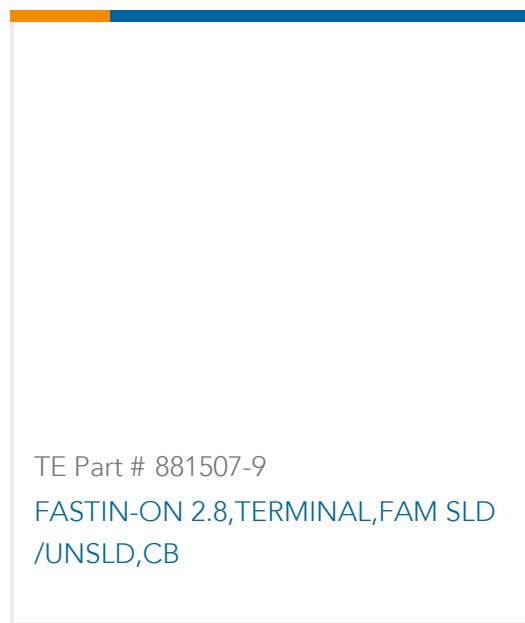 TE Part # 881507-9
FASTIN-ON 2.8,TERMINAL,FAM SLD
/UNSLD,CB